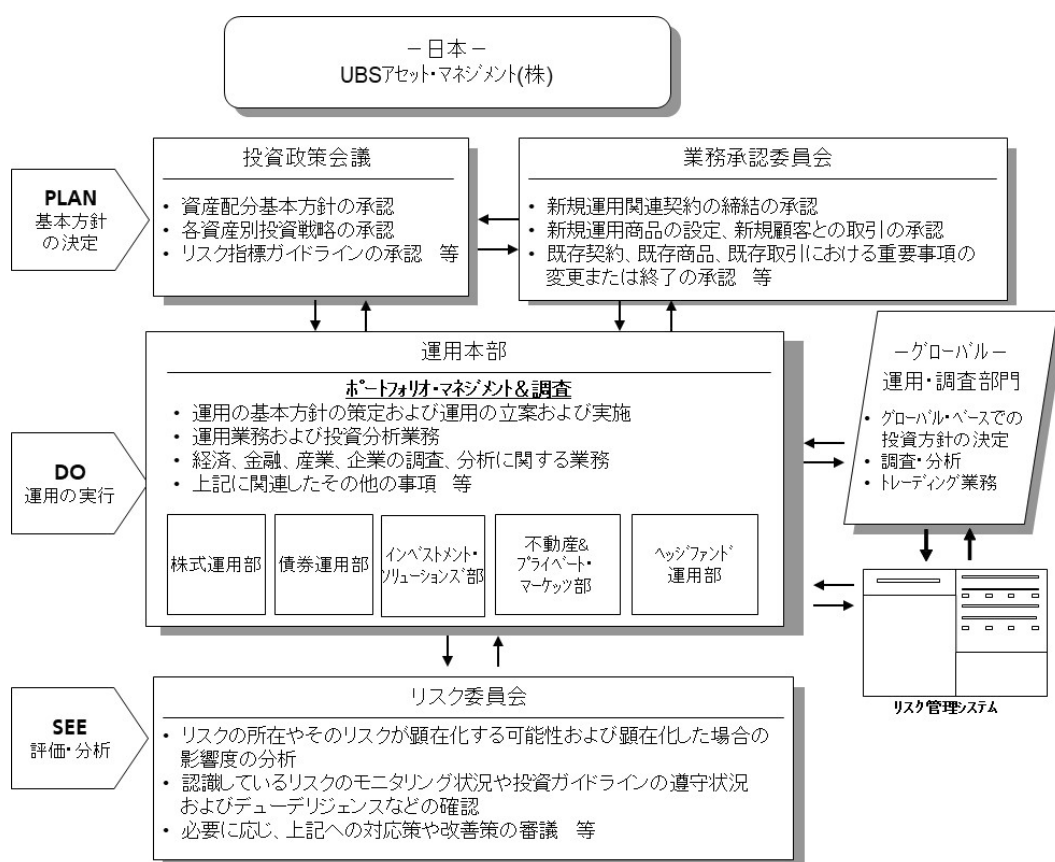 －日本－
UBSアセット・マネジメント(株)
PLAN
基本方針
の決定
投資政策会議
• 資産配分基本方針の承認
• 各資産別投資戦略の承認
• リスク指標ガイドラインの承認　等
業務承認委員会
• 新規運用関連契約の締結の承認
• 新規運用商品の設定、新規顧客との取引の承認
• 既存契約、既存商品、既存取引における重要事項の
変更または終了の承認　等
DO
運用の実行
運用本部
ポートフォリオ・マネジメント＆調査
• 運用の基本方針の策定および運用の立案および実施
• 運用業務および投資分析業務
• 経済、金融、産業、企業の調査、分析に関する業務
• 上記に関連したその他の事項　等
株式運用部
債券運用部
インベストメント・
ソリューションズ部
不動産&
プライベート・
マーケッツ部
ヘッジファンド
運用部
－グローバル－
運用・調査部門
• グローバル・ベースでの
投資方針の決定
• 調査・分析
• トレーディング業務
リスク管理システム
SEE
評価・分析
リスク委員会
• リスクの所在やそのリスクが顕在化する可能性および顕在化した場合の
影響度の分析
• 認識しているリスクのモニタリング状況や投資ガイドラインの遵守状況
およびデューデリジェンスなどの確認
• 必要に応じ、上記への対応策や改善策の審議　等